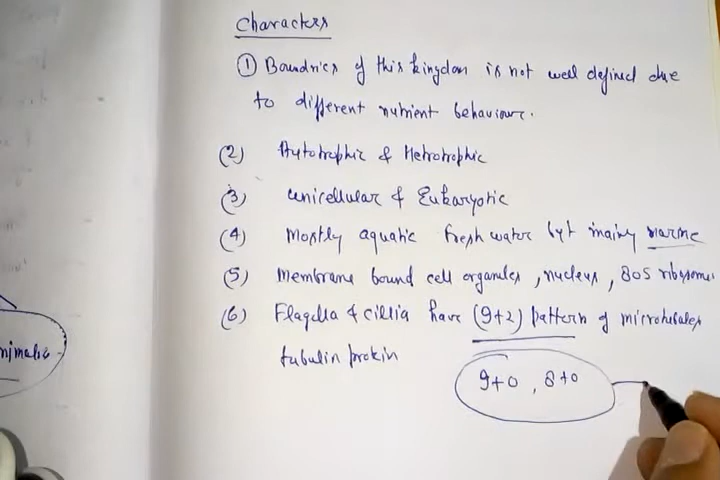 Characters
① Boundries of this kingdom is not well defined due
to different nutrient behaviour.
(2) Autotrophic & Hetrotrophic
(3) unicellular & Eukaryotic
(4) Mostly aquatic fresh water byt mainly marine
(5) Membrane bound cell organeles, nucleus, 80S ribosomes
(6) Flagella & cillia have (9+2) pattern of microtubules
tubulin protein
9+0, 8+0